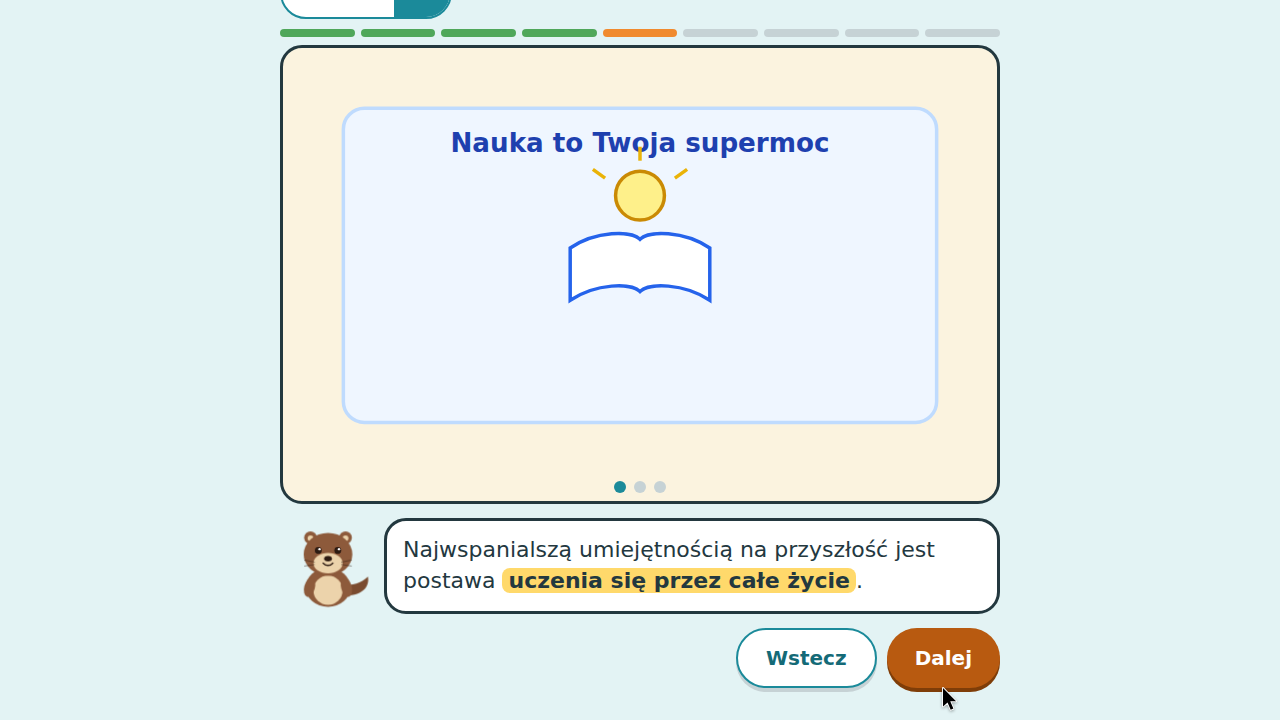 Nauka to Twoja supermoc
Najwspanialszą umiejętnością na przyszłość jest
postawa uczenia się przez całe życie.
Wstecz
Dalej